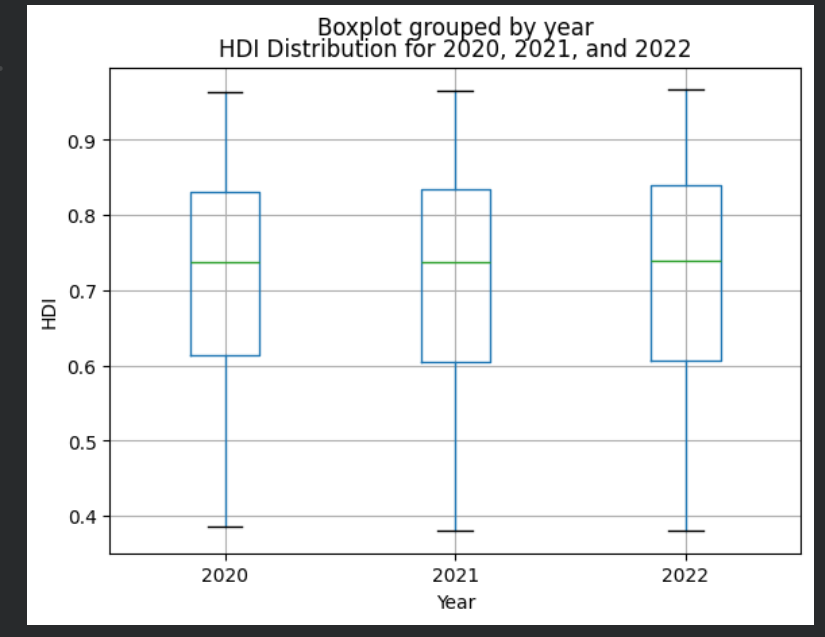 Boxplot grouped by year
HDI Distribution for 2020, 2021, and 2022
HDI
0.9
0.8
0.7
0.6
0.5
0.4
2020 2021 2022
Year